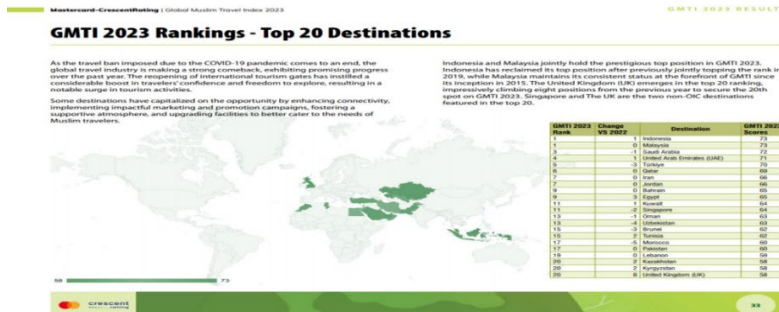 Mastercard-CrescentRating | Global Muslim Travel Index 2023
GMTI 2023 RESULT
GMTI 2023 Rankings - Top 20 Destinations
As the travel ban imposed due to the COVID-19 pandemic comes to an end, the
global travel industry is making a strong comeback, exhibiting promising progress
over the past year. The reopening of international tourism gates has instilled a
considerable boost in travelers' confidence and freedom to explore, resulting in a
notable surge in tourism activities.
Some destinations have capitalized on the opportunity by enhancing connectivity,
implementing impactful marketing and promotion campaigns, fostering a
supportive atmosphere, and upgrading facilities to better cater to the needs of
Muslim travelers.
Indonesia and Malaysia jointly hold the prestigious top position in GMTI 2023.
Indonesia has reclaimed its top position after previously jointly topping the rank in
2019, while Malaysia maintains its consistent status at the forefront of GMTI since
its inception in 2015. The United Kingdom (UK) emerges in the top 20 ranking,
impressively climbing eight positions from the previous year to secure the 20th
spot on GMTI 2023. Singapore and The UK are the two non-OIC destinations
featured in the top 20.
GMTI 2023 Rank Change VS 2022 Destination GMTI 202 Scores
1 1 Indonesia 73
1 0 Malaysia 73
3 -1 Saudi Arabia 72
4 1 United Arab Emirates (UAE) 71
5 -3 Türkiye 70
6 0 Qatar 69
7 0 Iran 66
7 0 Jordan 66
9 0 Bahrain 65
9 3 Egypt 65
11 1 Kuwait 64
11 -2 Singapore 64
13 -1 Oman 63
13 -4 Uzbekistan 63
15 -3 Brunei 62
15 2 Tunisia 62
17 -5 Morocco 60
17 0 Pakistan 60
19 0 Lebanon 59
20 2 Kazakhstan 58
20 2 Kyrgyzstan 58
20 8 United Kingdom (UK) 58
58 73
crescent
rating
33